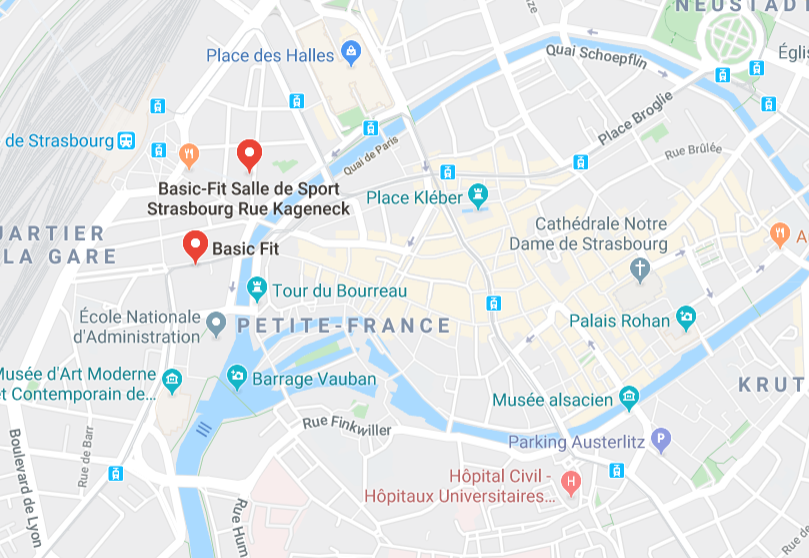 NEUSTAD
Place des Halles
Quai Schoepflin
Égli
de Strasbourg
Quai de Paris
Place Broglie
Rue Brûlée
Basic-Fit Salle de Sport
Strasbourg Rue Kageneck
Place Kléber
UARTIER
LA GARE
Basic Fit
Cathédrale Notre
Dame de Strasbourg
A
Tour du Bourreau
École Nationale
d'Administration
PETITE-FRANCE
Palais Rohan
Musée d'Art Moderne
et Contemporain de...
Barrage Vauban
KRUT
Musée alsacien
Rue Finkwiller
Parking Austerlitz
Boulevard de Lyon
Rue de Barr
Hôpital Civil -
Hôpitaux Universitaires...
H
Rue Hum